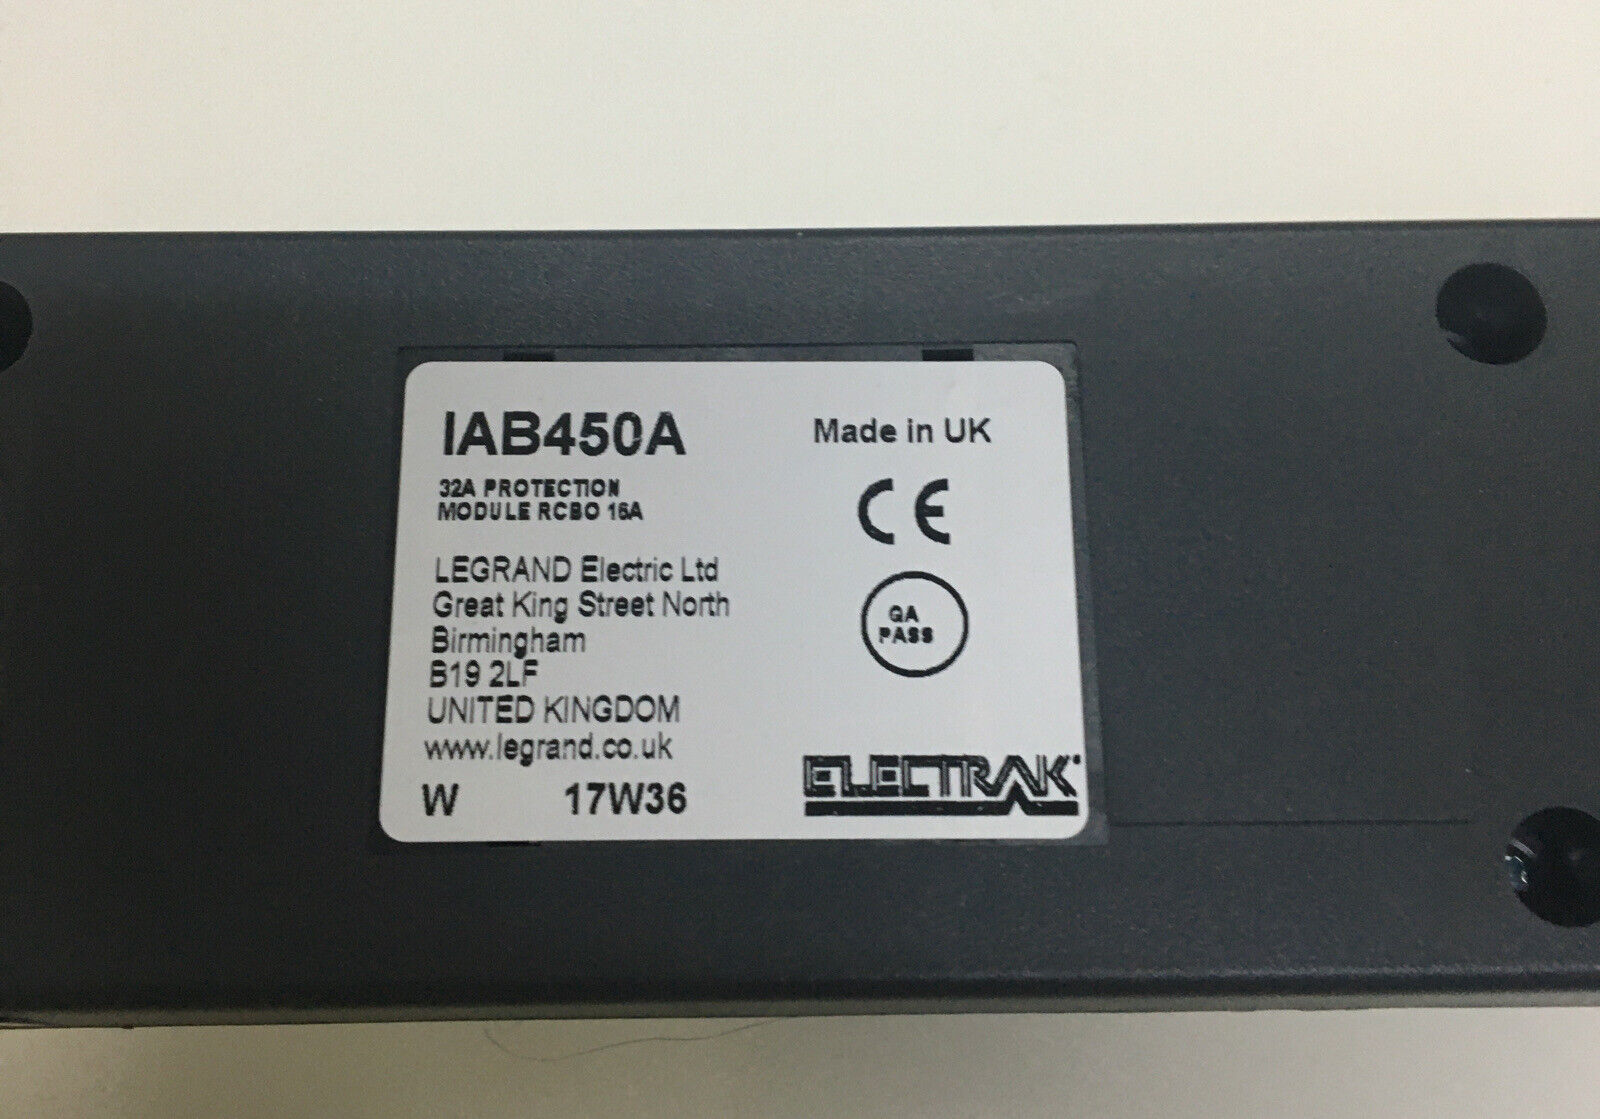 IAB450A
32A PROTECTION
MODULE RCBO 16A
LEGRAND Electric Ltd
Great King Street North
Birmingham
B19 2LF
UNITED KINGDOM
www.legrand.co.uk
W 17W36
Made in UK
CE
QA
PASS
ELECTRAK®